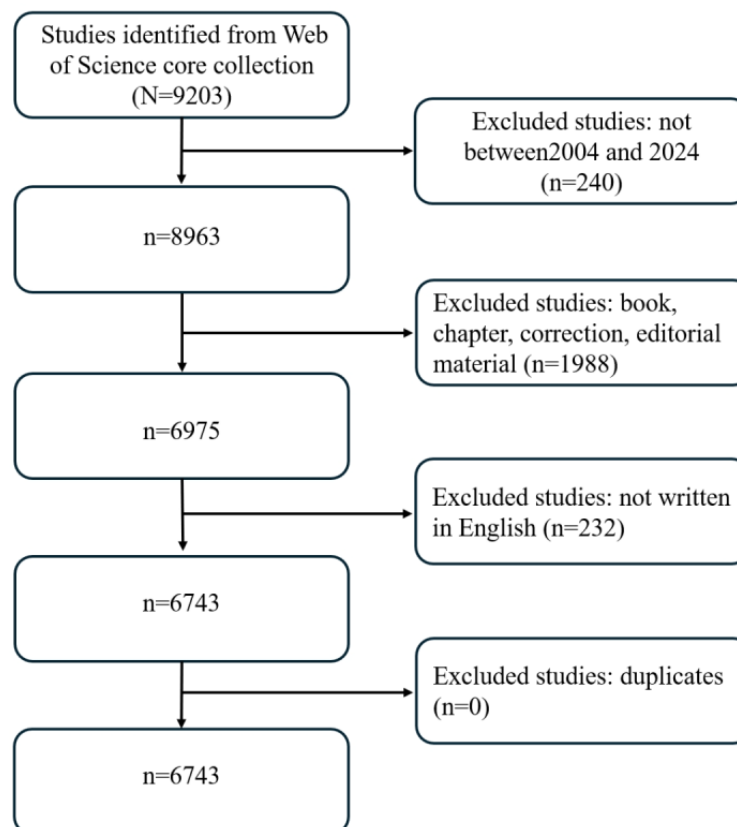 Studies identified from Web
of Science core collection
(N=9203)
Excluded studies: not
between2004 and 2024
(n=240)
n=8963
Excluded studies: book,
chapter, correction, editorial
material (n=1988)
n=6975
Excluded studies: not written
in English (n=232)
n=6743
Excluded studies: duplicates
(n=0)
n=6743